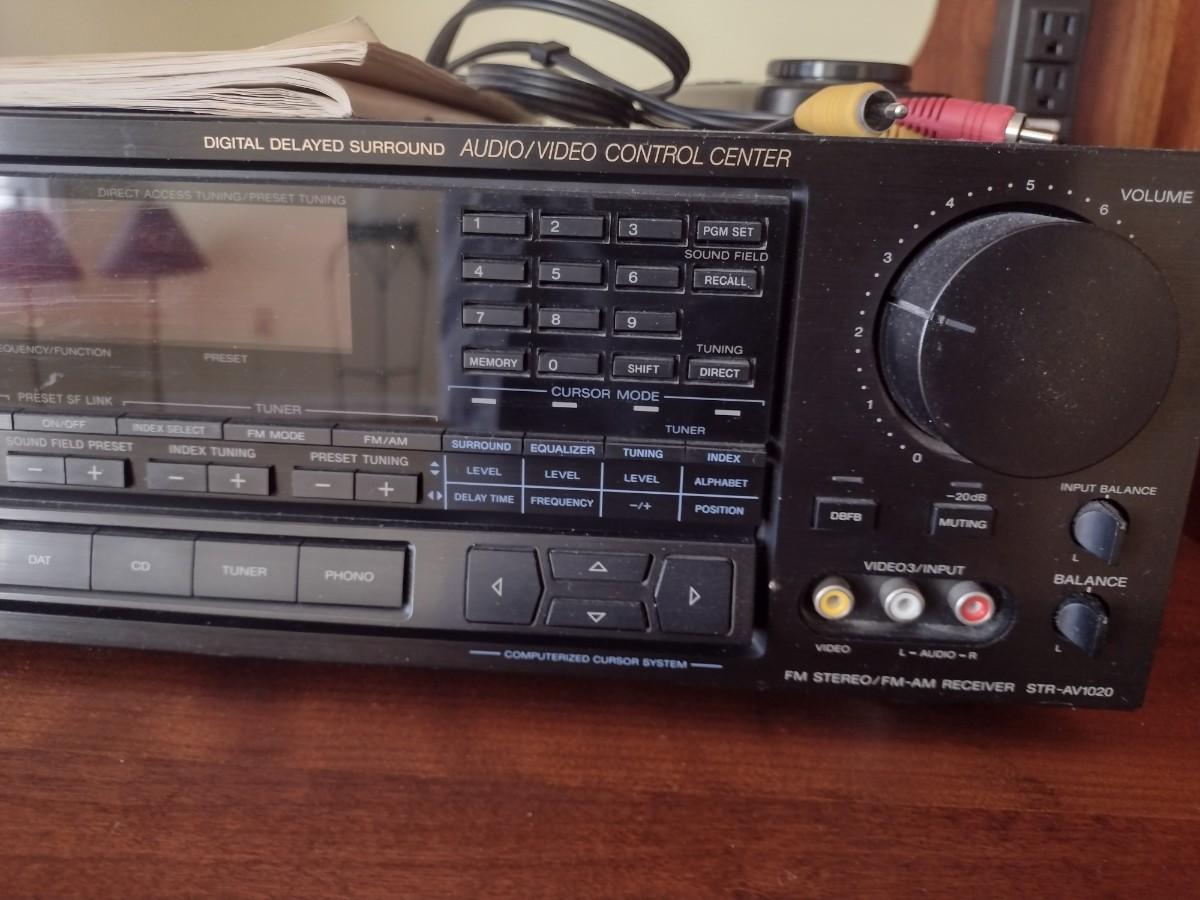 DIGITAL DELAYED SURROUND AUDIO/VIDEO CONTROL CENTER
DIRECT ACCESS TUNING/PRESET TUNING
VOLUME
0 1 2 3 4 5 6
1 2 3 PGM SET
SOUND FIELD
4 5 6 RECALL
7 8 9
TUNING
MEMORY 0 SHIFT DIRECT
CURSOR MODE
PRESET
PRESET SF LINK
TUNER
ON/OFF INDEX SELECT FM MODE FM/AM
SOUND FIELD PRESET INDEX TUNING PRESET TUNING
− + − + − +
TUNER
SURROUND EQUALIZER TUNING INDEX
LEVEL LEVEL LEVEL ALPHABET
DELAY TIME FREQUENCY −/+ POSITION
DAT CD TUNER PHONO
COMPUTERIZED CURSOR SYSTEM
DBFB
−20dB
MUTING
INPUT BALANCE
L
VIDEO3/INPUT
BALANCE
L
VIDEO L − AUDIO − R
FM STEREO/FM-AM RECEIVER STR-AV1020